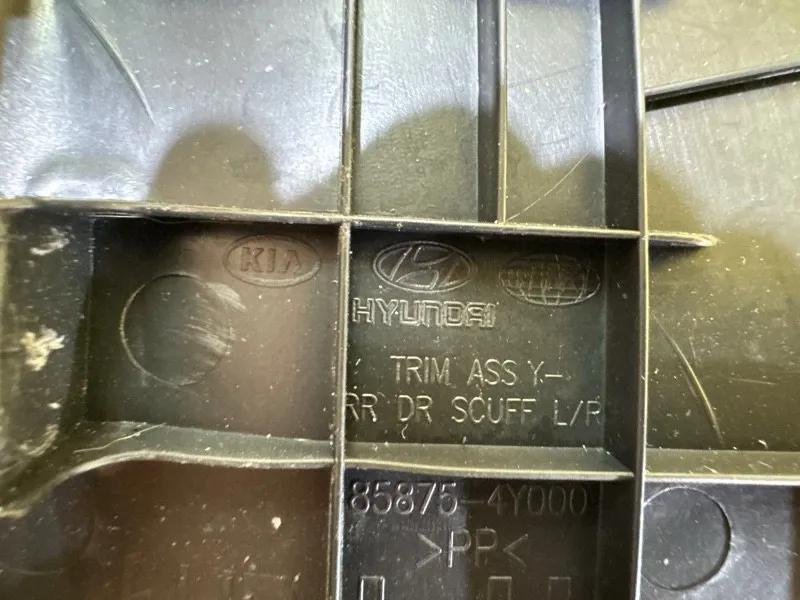 KIA
HYUNDAI
TRIM ASS Y-
RR DR SCUFF L/R
85875-4Y000
>PP<